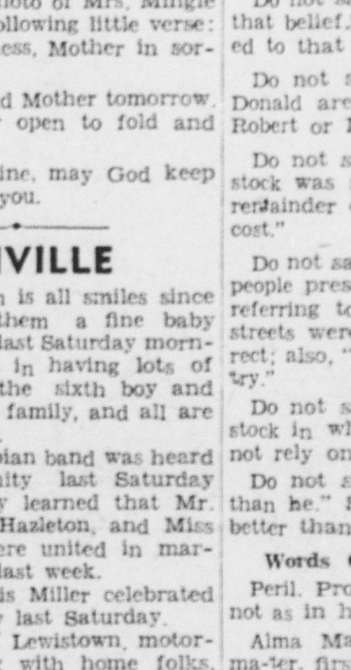 of Mrs. Mingle
ollowing little verse:
ess, Mother in sor-
d Mother tomorrow.
open to fold and
ine, may God keep
you.
VILLE
n is all smiles since
them a fine baby
last Saturday morn-
in having lots of
the sixth boy and
family, and all are
bian band was heard
nity last Saturday
y learned that Mr.
Hazleton, and Miss
ere united in mar-
last week.
is Miller celebrated
y last Saturday.
Lewistown, motor-
with home folks.
that belief.
ed to that
Do not s
Donald are
Robert or
Do not s
stock was
remainder
cost."
Do not sa
people pres
referring to
streets were
rect; also, "
try."
Do not s
stock in wh
not rely on
Do not s
than he." S
better than
Words
Peril. Pro
not as in h
Alma Ma
ma-ter, firs